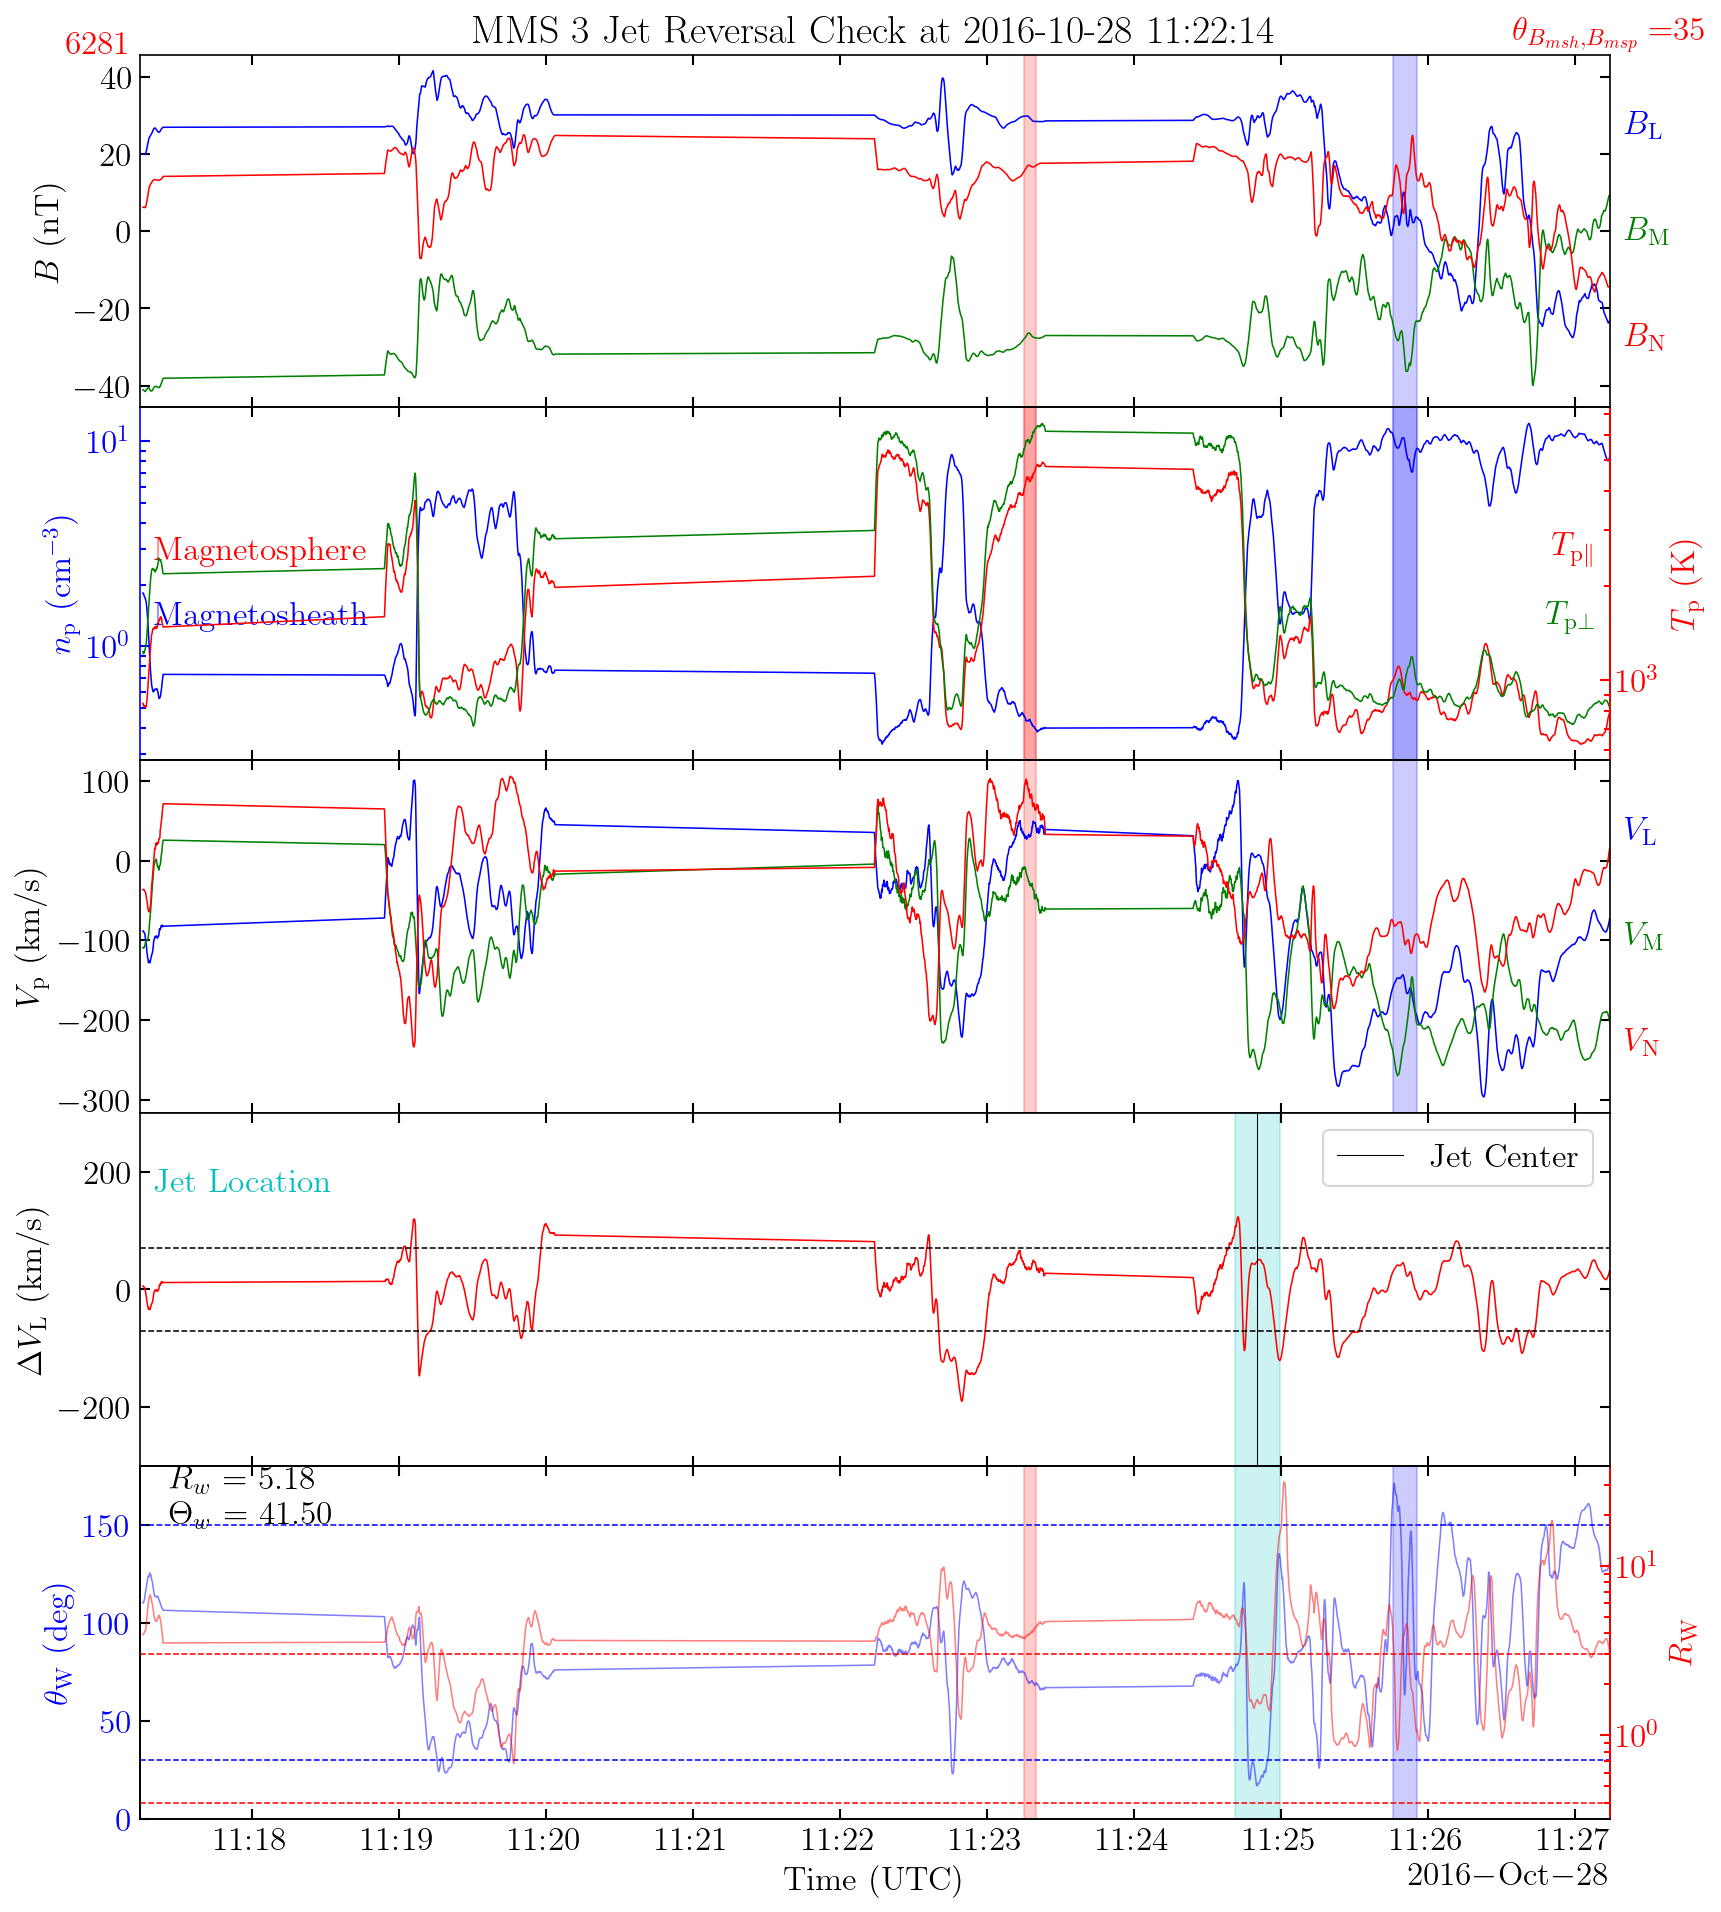 MMS 3 Jet Reversal Check at 2016-10-28 11:22:14
6281
θ_{B_{msh},B_{msp}} =35
40
20
0
−20
−40
B (nT)
B_L
B_M
B_N
10^1
10^0
n_p (cm^{−3})
Magnetosphere
Magnetosheath
T_{p∥}
T_{p⊥}
10^3
T_p (K)
100
0
−100
−200
−300
V_p (km/s)
V_L
V_M
V_N
200
0
−200
ΔV_L (km/s)
Jet Location
Jet Center
R_w = 5.18
Θ_w = 41.50
150
100
50
0
θ_W (deg)
10^1
10^0
R_W
11:18
11:19
11:20
11:21
11:22
11:23
11:24
11:25
11:26
11:27
Time (UTC)
2016−Oct−28